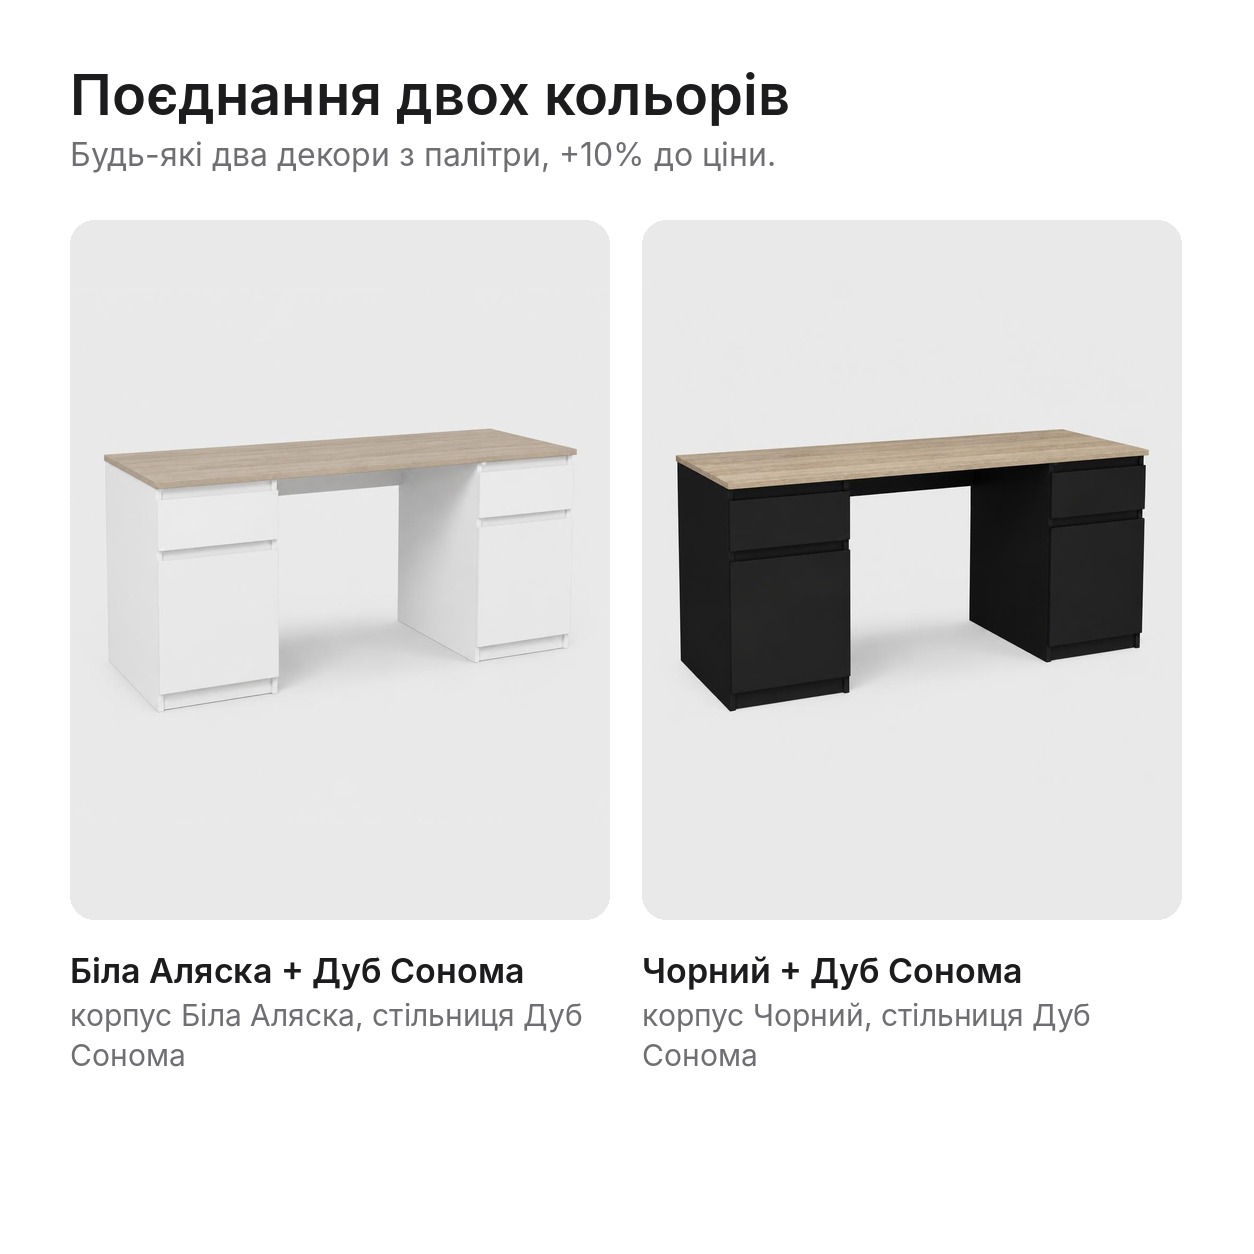 Поєднання двох кольорів
Будь-які два декори з палітри, +10% до ціни.
Біла Аляска + Дуб Сонома
корпус Біла Аляска, стільниця Дуб
Сонома
Чорний + Дуб Сонома
корпус Чорний, стільниця Дуб
Сонома